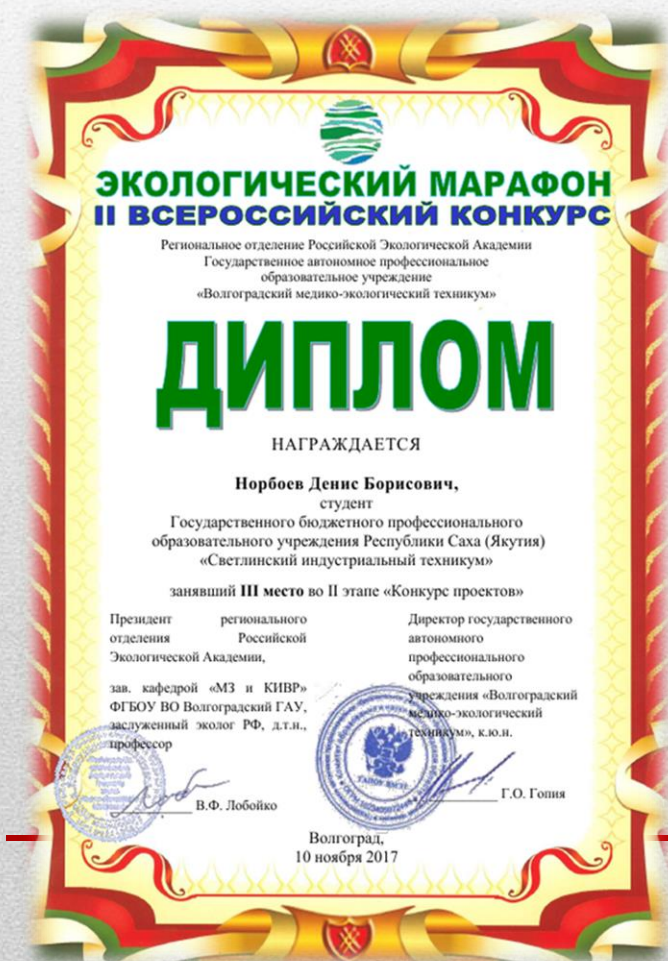 ЭКОЛОГИЧЕСКИЙ МАРАФОН
II ВСЕРОССИЙСКИЙ КОНКУРС
Региональное отделение Российской Экологической Академии
Государственное автономное профессиональное
образовательное учреждение
«Волгоградский медико-экологический техникум»
ДИПЛОМ
НАГРАЖДАЕТСЯ
Норбоев Денис Борисович,
студент
Государственного бюджетного профессионального
образовательного учреждения Республики Саха (Якутия)
«Светлинский индустриальный техникум»
занявший III место во II этапе «Конкурс проектов»
Президент регионального
отделения Российской
Экологической Академии,
зав. кафедрой «МЗ и КИВР»
ФГБОУ ВО Волгоградский ГАУ,
заслуженный эколог РФ, д.т.н.,
профессор
В.Ф. Лобойко
Директор государственного
автономного
профессионального
образовательного
учреждения «Волгоградский
медико-экологический
техникум», к.ю.н.
Г.О. Гопия
Волгоград,
10 ноября 2017